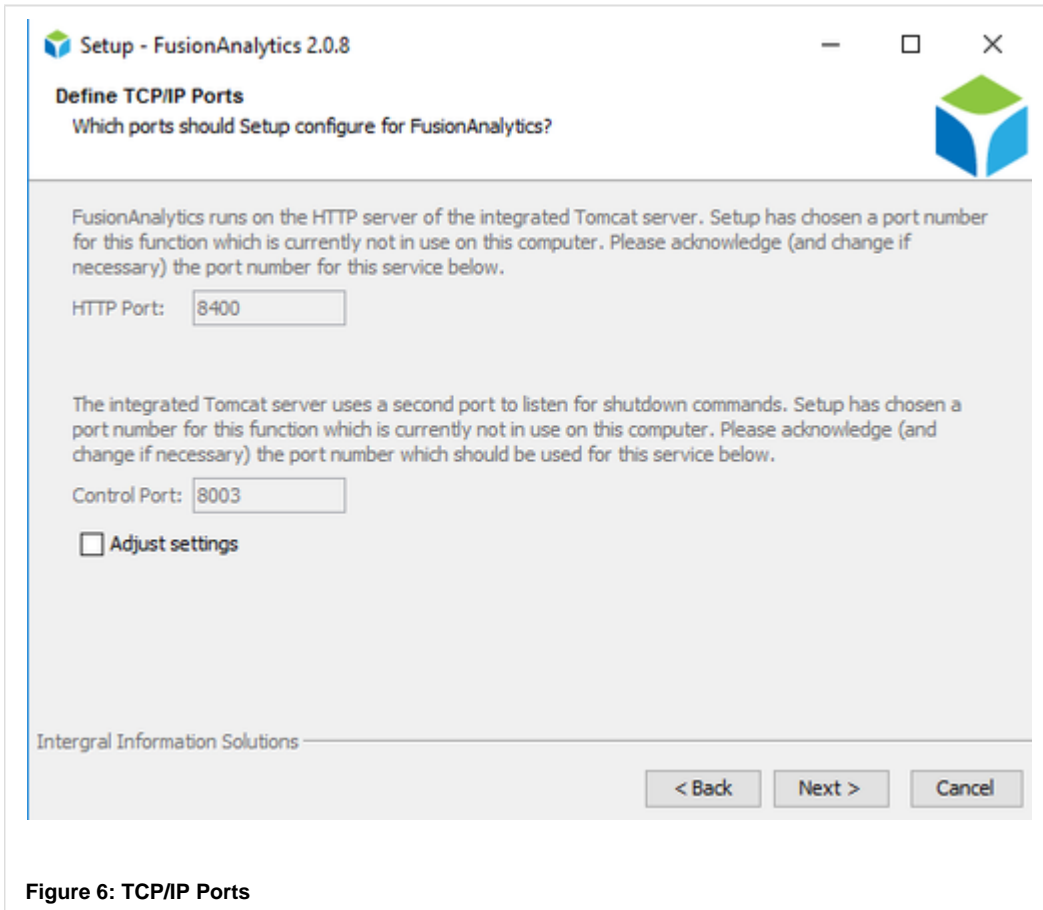 Setup - FusionAnalytics 2.0.8
Define TCP/IP Ports
Which ports should Setup configure for FusionAnalytics?
FusionAnalytics runs on the HTTP server of the integrated Tomcat server. Setup has chosen a port number
for this function which is currently not in use on this computer. Please acknowledge (and change if
necessary) the port number for this service below.
HTTP Port: 8400
The integrated Tomcat server uses a second port to listen for shutdown commands. Setup has chosen a
port number for this function which is currently not in use on this computer. Please acknowledge (and
change if necessary) the port number which should be used for this service below.
Control Port: 8003
Adjust settings
Intergral Information Solutions
< Back Next > Cancel
Figure 6: TCP/IP Ports